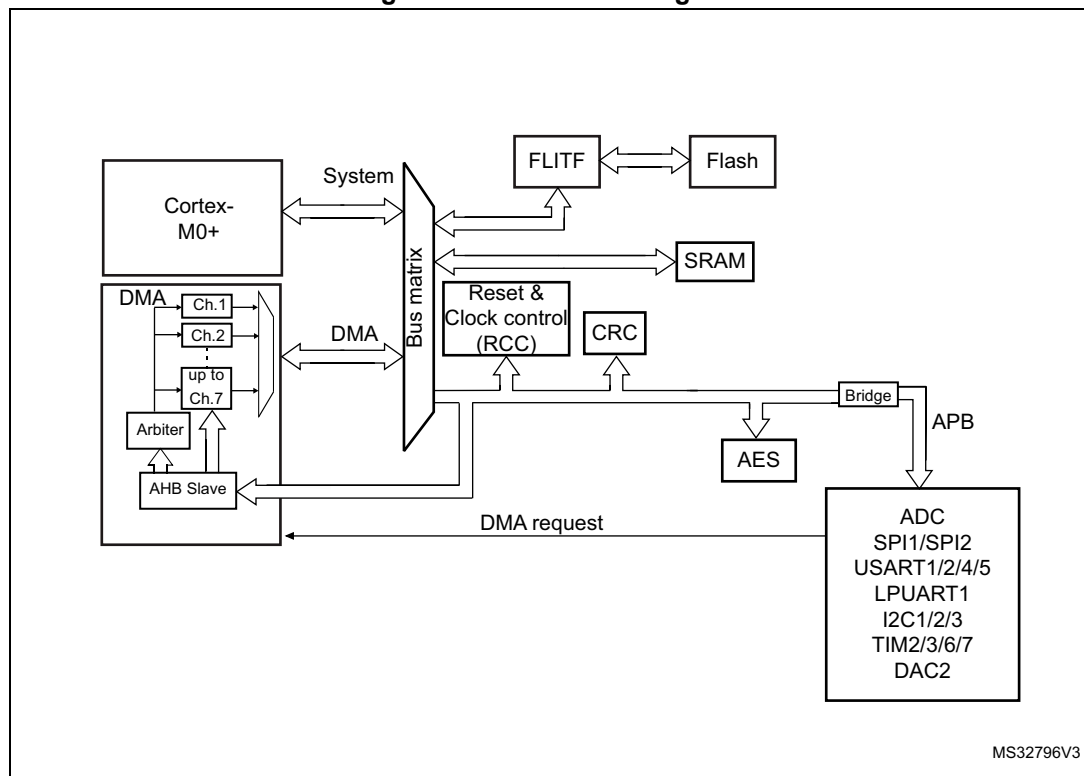 FLITF
Flash
System
Cortex-
M0+
Bus matrix
SRAM
DMA
Ch.1
Ch.2
up to
Ch.7
Arbiter
AHB Slave
DMA
Reset &
Clock control
(RCC)
CRC
Bridge
APB
AES
DMA request
ADC
SPI1/SPI2
USART1/2/4/5
LPUART1
I2C1/2/3
TIM2/3/6/7
DAC2
MS32796V3